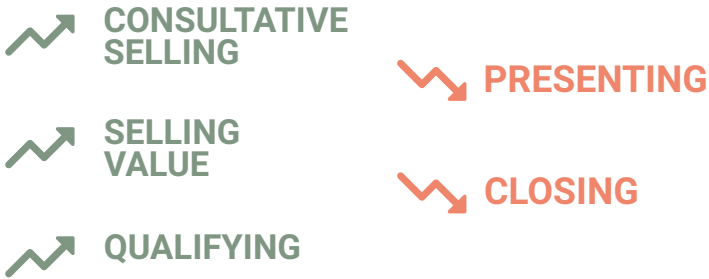 CONSULTATIVE
SELLING
SELLING
VALUE
QUALIFYING
PRESENTING
CLOSING